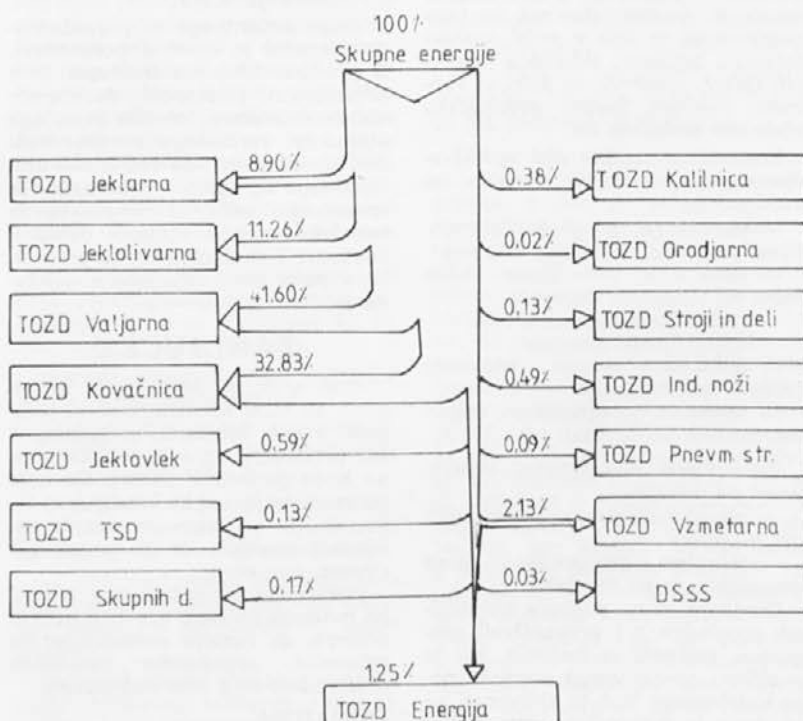 100%
Skupne energije
8.90%
TOZD Jeklarna
11.26%
TOZD Jeklolivarna
41.60%
TOZD Valjarna
32.83%
TOZD Kovačnica
0.59%
TOZD Jeklovlek
0.13%
TOZD TSD
0.17%
TOZD Skupnih d.
0.38%
TOZD Kalilnica
0.02%
TOZD Orodjarna
0.13%
TOZD Stroji in deli
0.49%
TOZD Ind. noži
0.09%
TOZD Pnevm. str.
2.13%
TOZD Vzmetarna
0.03%
DSSS
1.25%
TOZD Energija